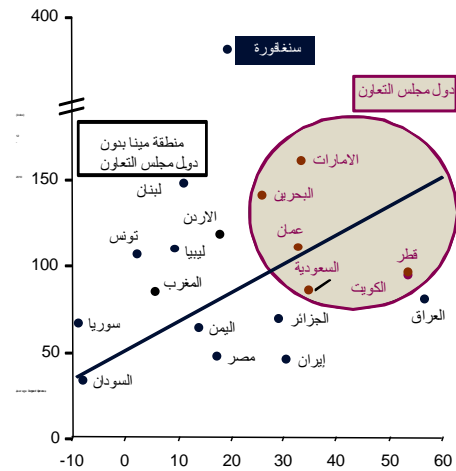 400
سنغافورة
دول مجلس التعاون
منطقة مينا بدون
دول مجلس التعاون
الامارات
150
لبنان
البحرين
الاردن
عمان
تونس
ليبيا
قطر
السعودية
100
المغرب
الكويت
العراق
سوريا
اليمن
الجزائر
50
مصر
إيران
السودان
0
-10 0 10 20 30 40 50 60